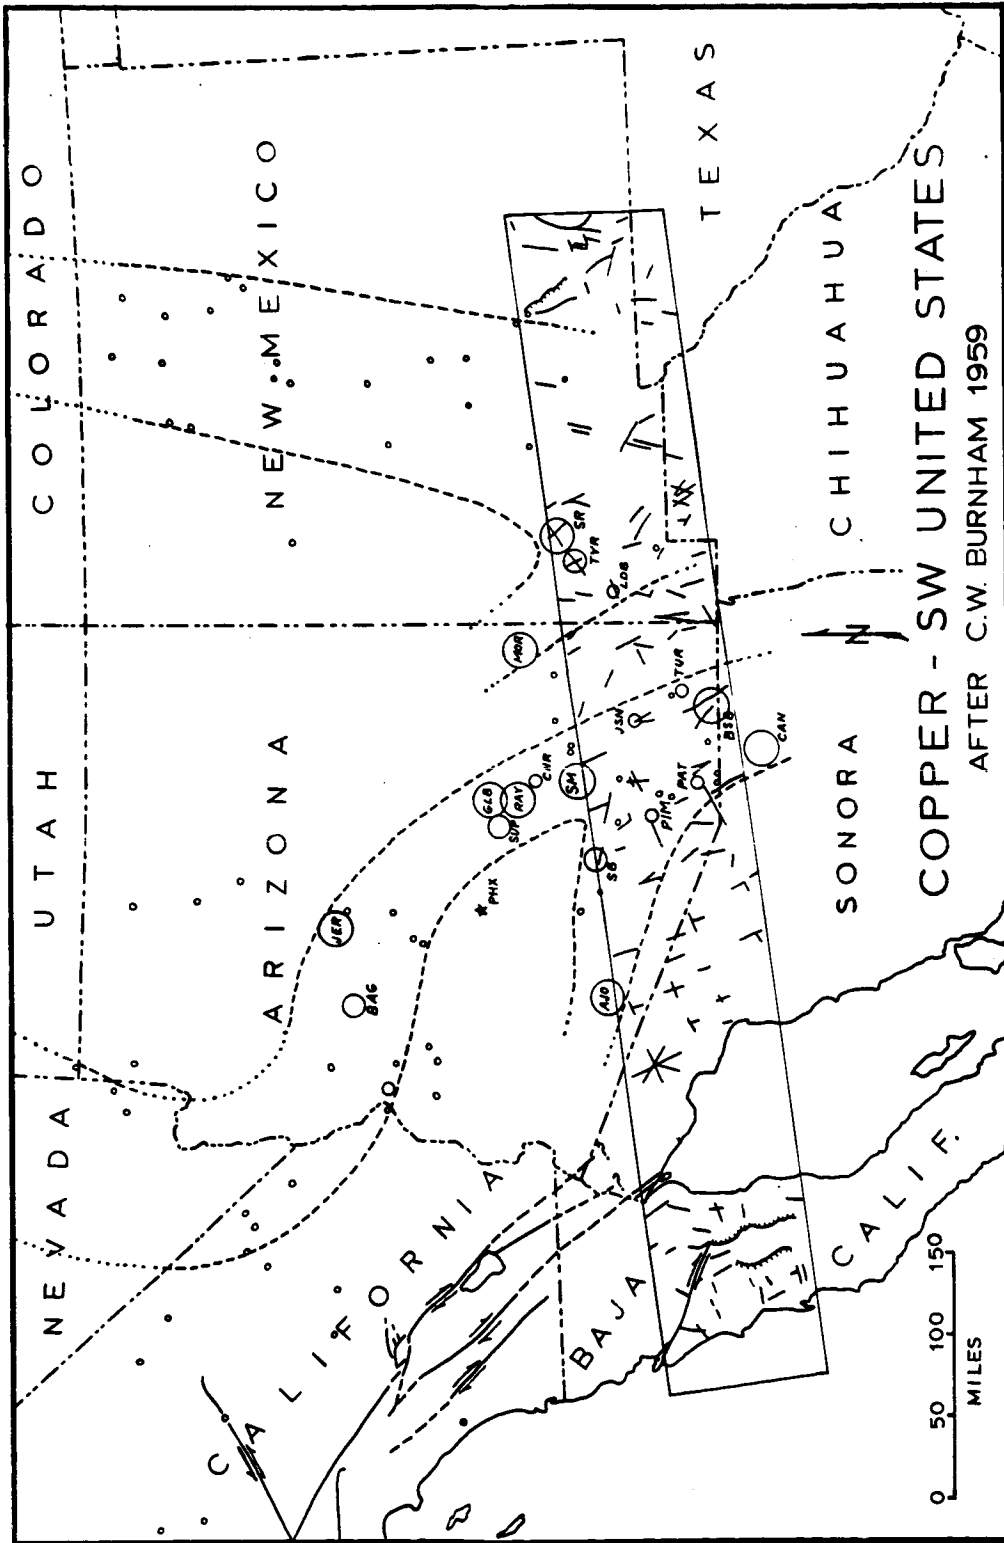 NEVADA
UTAH
COLORADO
CALIFORNIA
ARIZONA
NEW MEXICO
TEXAS
BAJA CALIF.
SONORA
CHIHUAHUA
JER
BAG
PHX
GLB
SUP
RAY
CHR
MOR
SM
SB
AJO
SR
TYR
LDB
JSN
TUR
PIM
PAT
BSB
CAN
N
0 50 100 150
MILES
COPPER - SW UNITED STATES
AFTER C.W. BURNHAM 1959